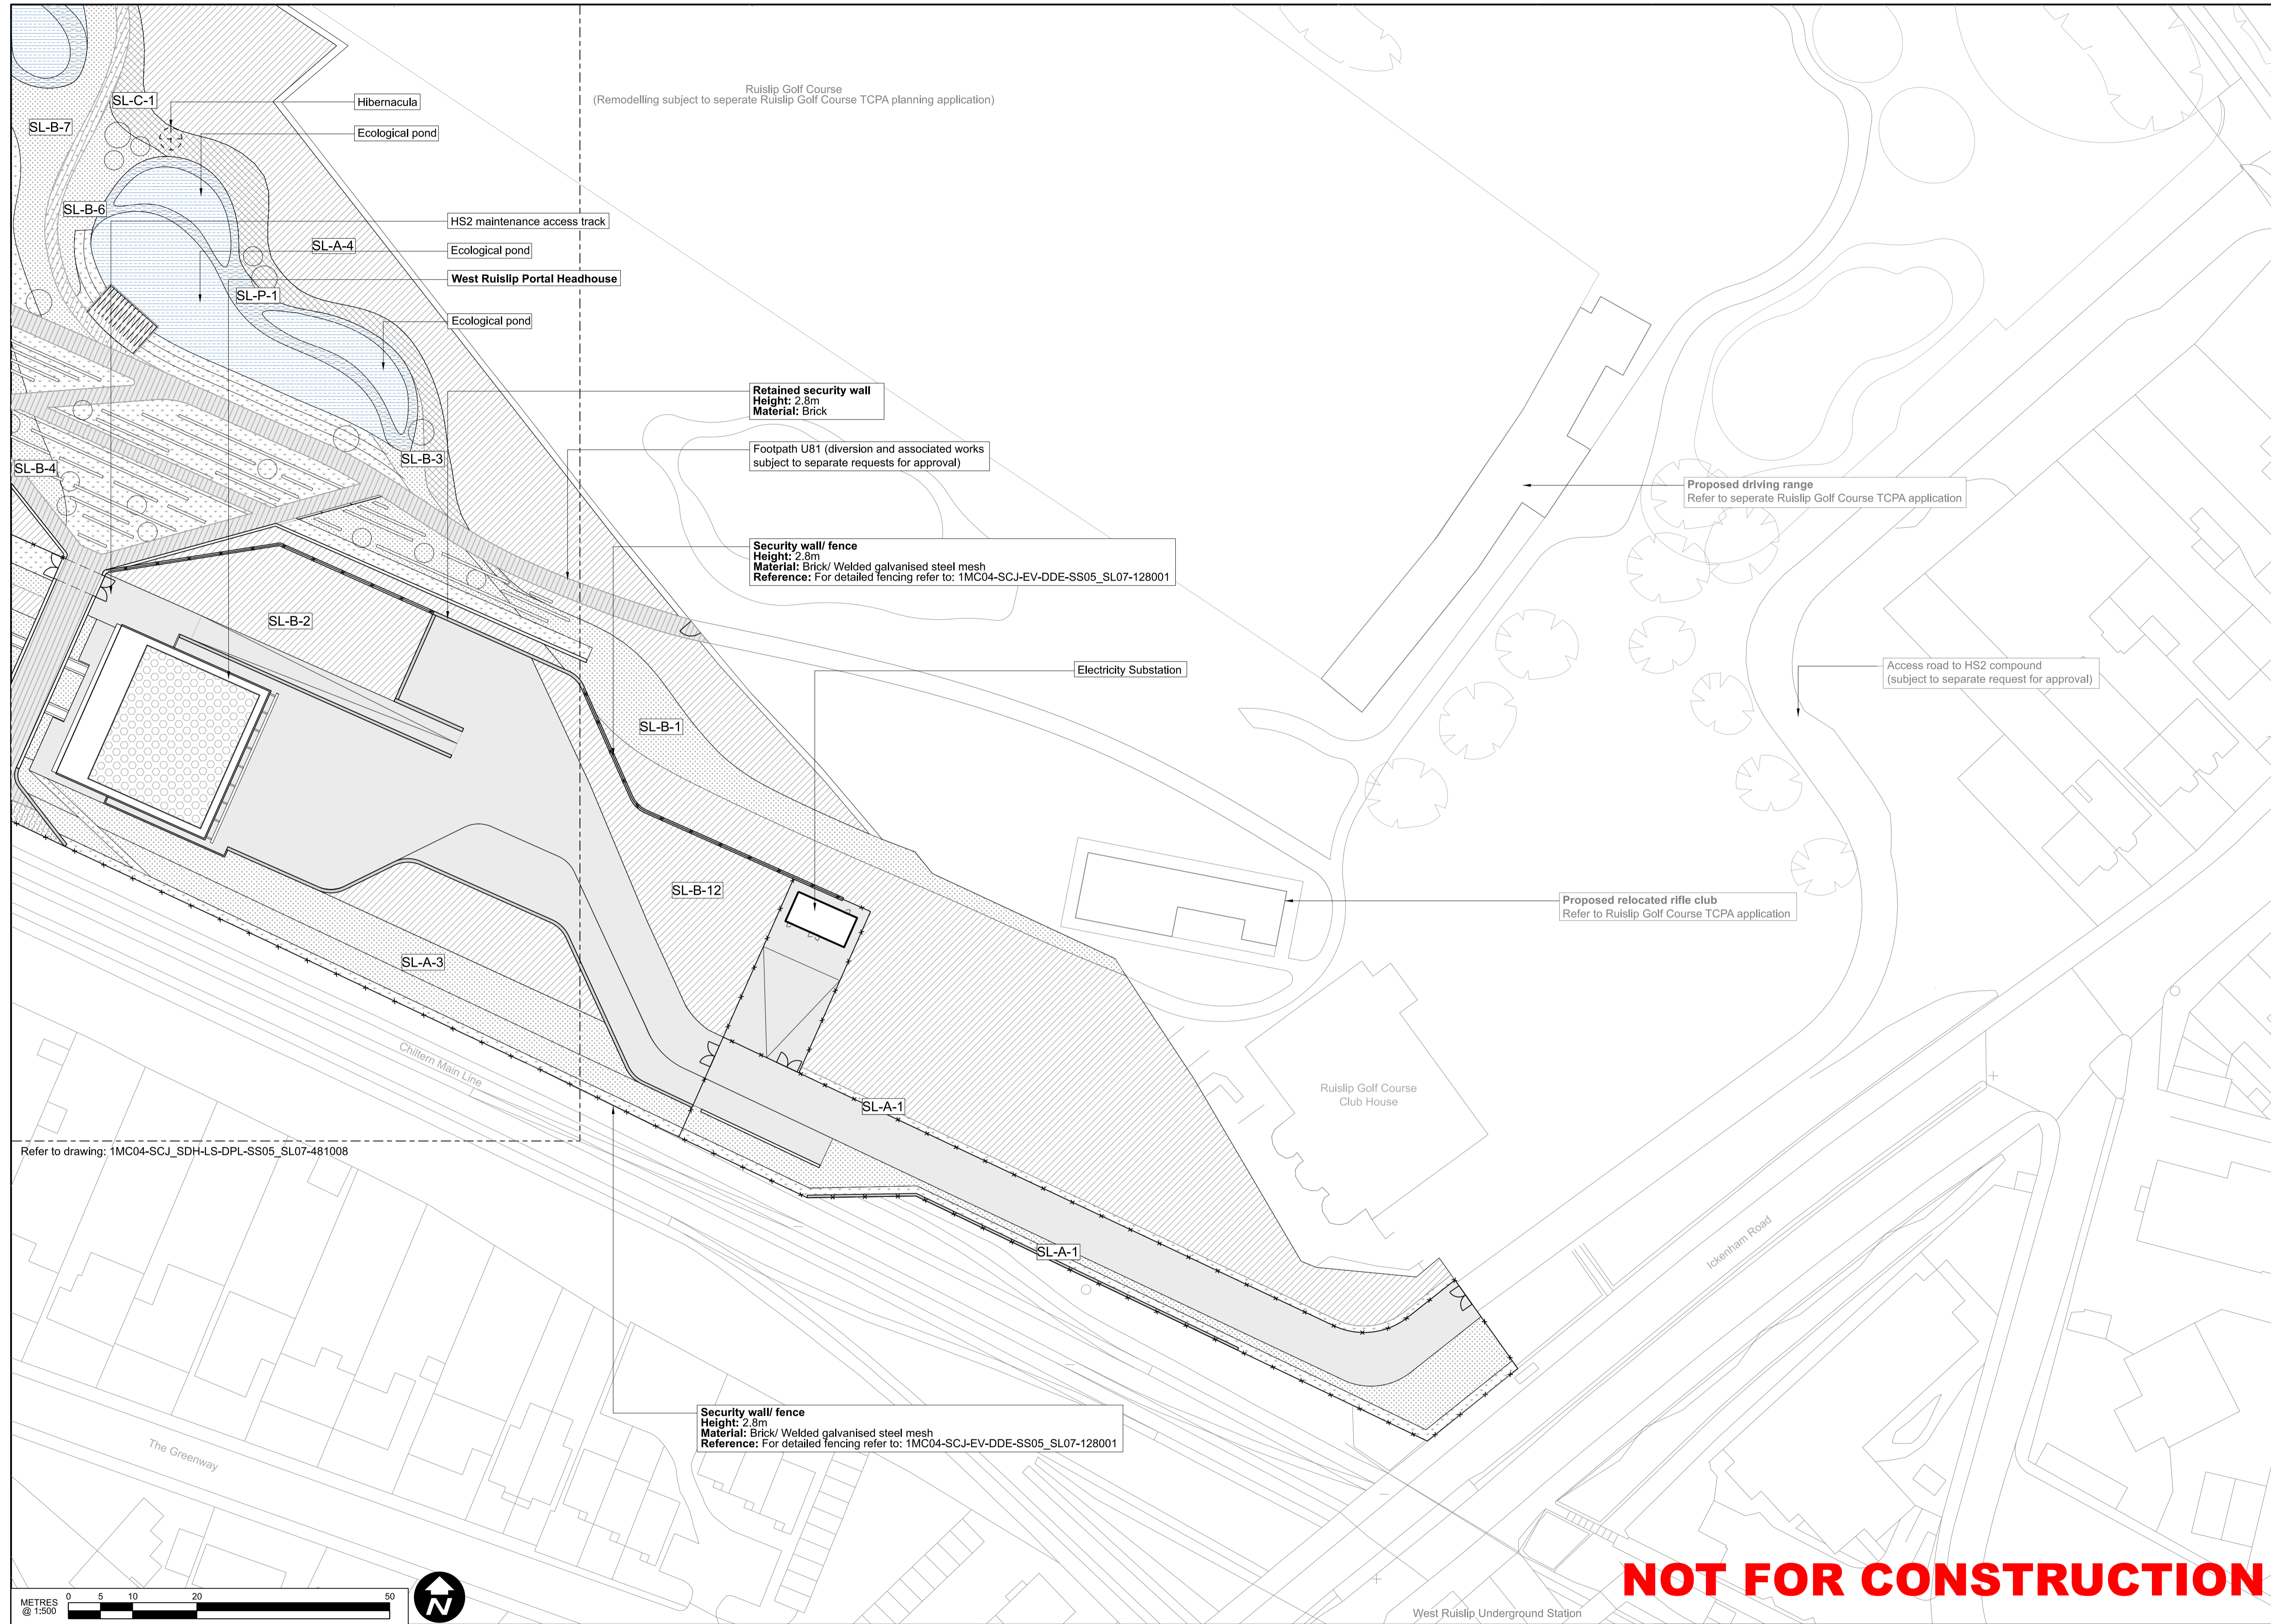 Ruislip Golf Course
(Remodelling subject to seperate Ruislip Golf Course TCPA planning application)
SL-C-1
Hibernacula
SL-B-7
Ecological pond
SL-B-6
HS2 maintenance access track
SL-A-4
Ecological pond
West Ruislip Portal Headhouse
SL-P-1
Ecological pond
Retained security wall
Height: 2.8m
Material: Brick
Footpath U81 (diversion and associated works
subject to separate requests for approval)
SL-B-3
SL-B-4
Proposed driving range
Refer to seperate Ruislip Golf Course TCPA application
Security wall/ fence
Height: 2.8m
Material: Brick/ Welded galvanised steel mesh
Reference: For detailed fencing refer to: 1MC04-SCJ-EV-DDE-SS05_SL07-128001
SL-B-2
Electricity Substation
Access road to HS2 compound
(subject to separate request for approval)
SL-B-1
SL-B-12
Proposed relocated rifle club
Refer to Ruislip Golf Course TCPA application
SL-A-3
Chiltern Main Line
Ruislip Golf Course
Club House
SL-A-1
Refer to drawing: 1MC04-SCJ_SDH-LS-DPL-SS05_SL07-481008
SL-A-1
Ickenham Road
Security wall/ fence
Height: 2.8m
Material: Brick/ Welded galvanised steel mesh
Reference: For detailed fencing refer to: 1MC04-SCJ-EV-DDE-SS05_SL07-128001
The Greenway
NOT FOR CONSTRUCTION
METRES
@ 1:500
0 5 10 20 50
N
West Ruislip Underground Station